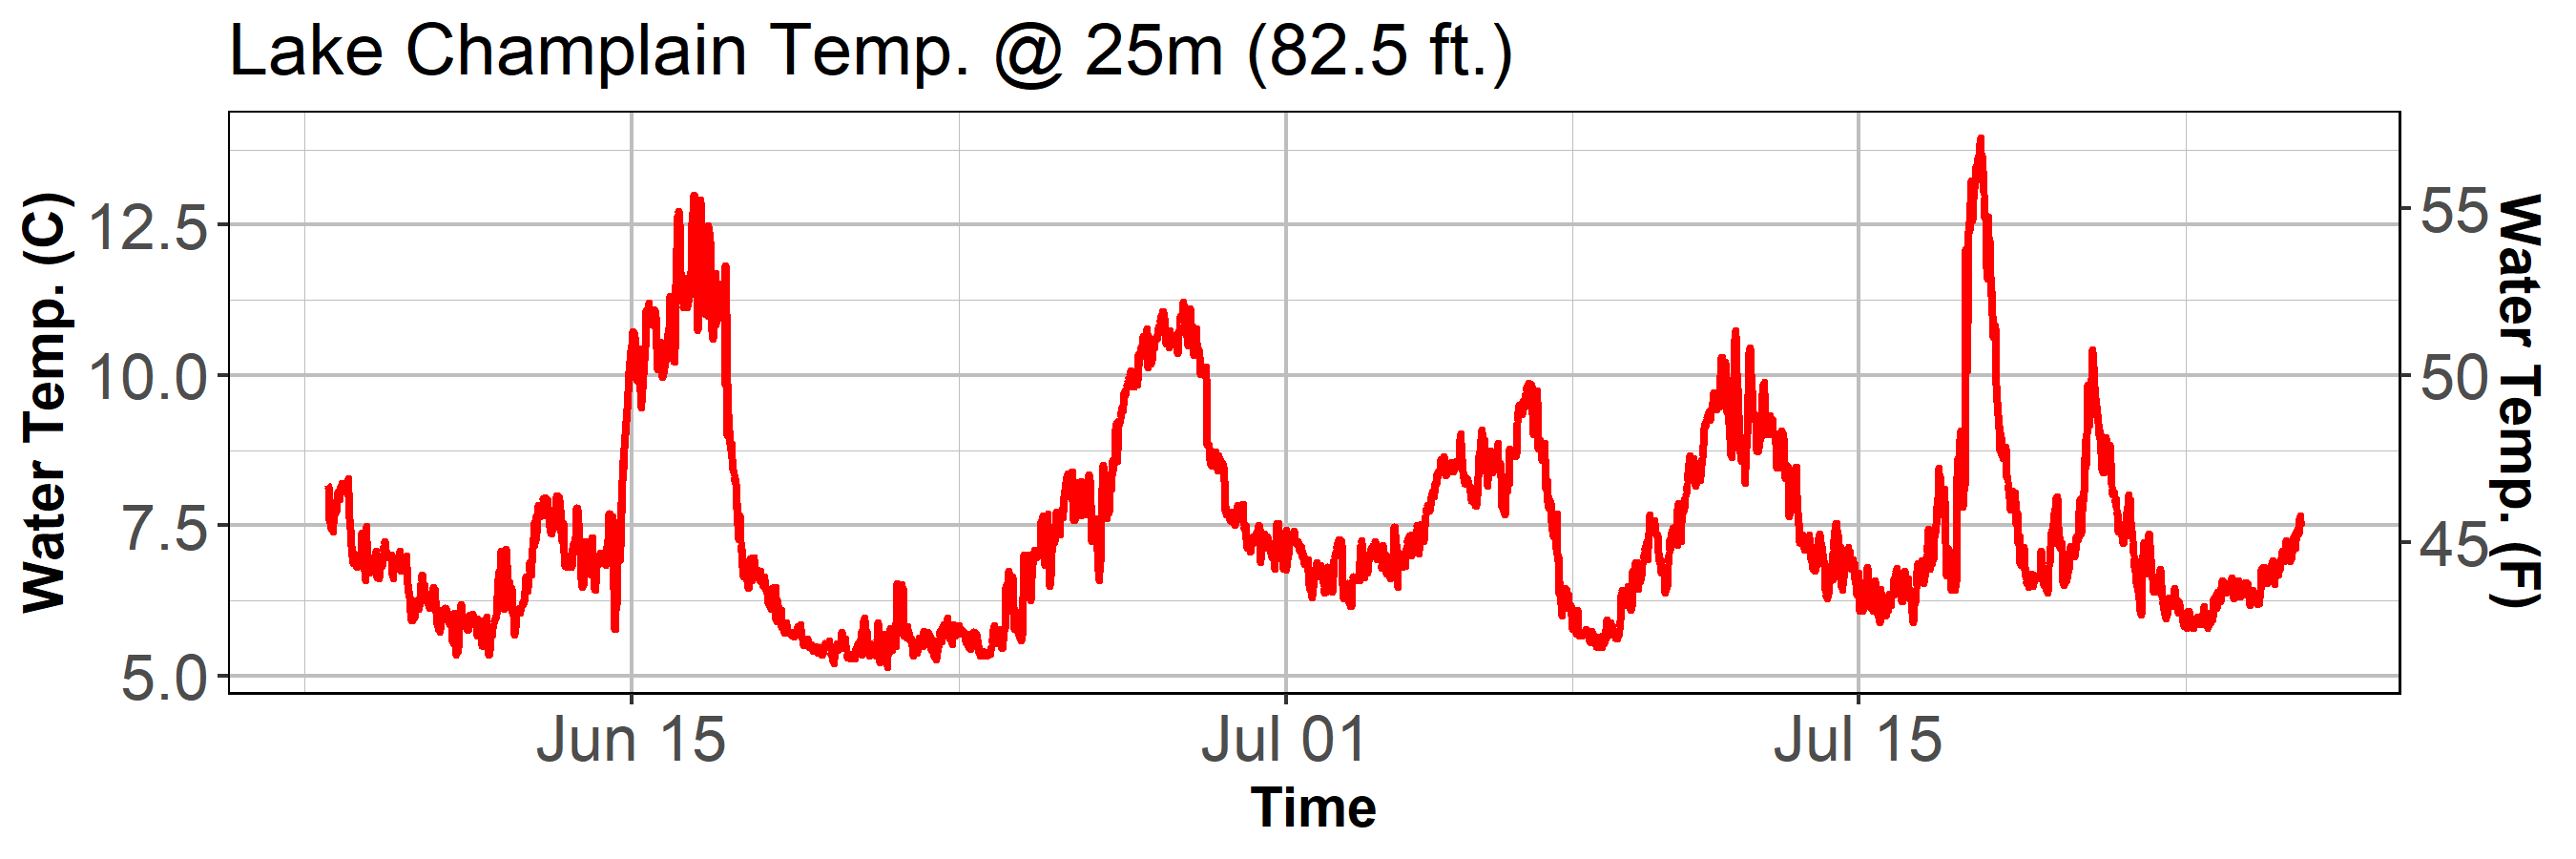 Lake Champlain Temp. @ 25m (82.5 ft.)
Water Temp. (C)
12.5
10.0
7.5
5.0
55
50
45
Water Temp. (F)
Jun 15
Jul 01
Jul 15
Time